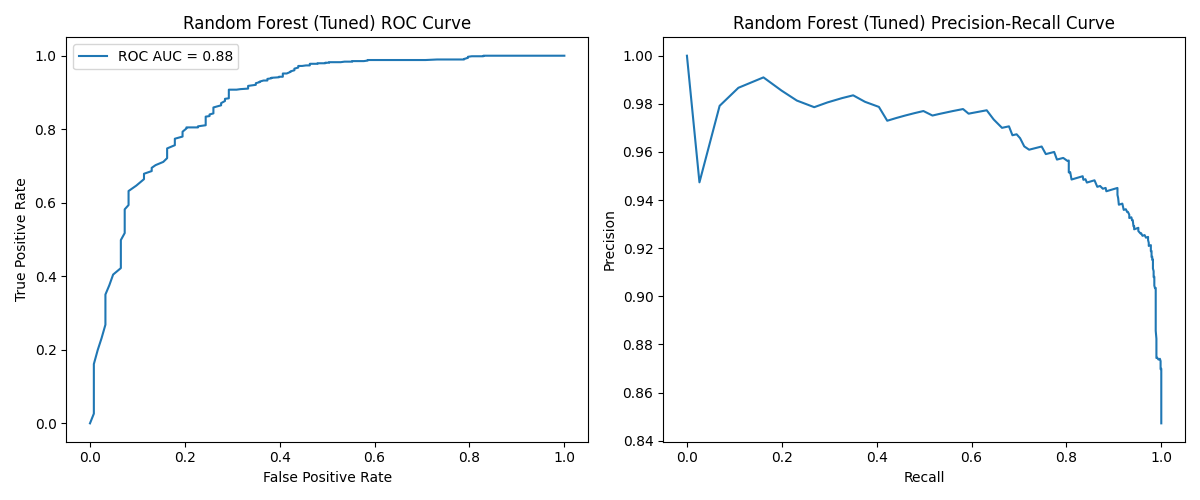 Random Forest (Tuned) ROC Curve
ROC AUC = 0.88
True Positive Rate
1.0
0.8
0.6
0.4
0.2
0.0
0.0 0.2 0.4 0.6 0.8 1.0
False Positive Rate
Random Forest (Tuned) Precision-Recall Curve
Precision
1.00
0.98
0.96
0.94
0.92
0.90
0.88
0.86
0.84
0.0 0.2 0.4 0.6 0.8 1.0
Recall